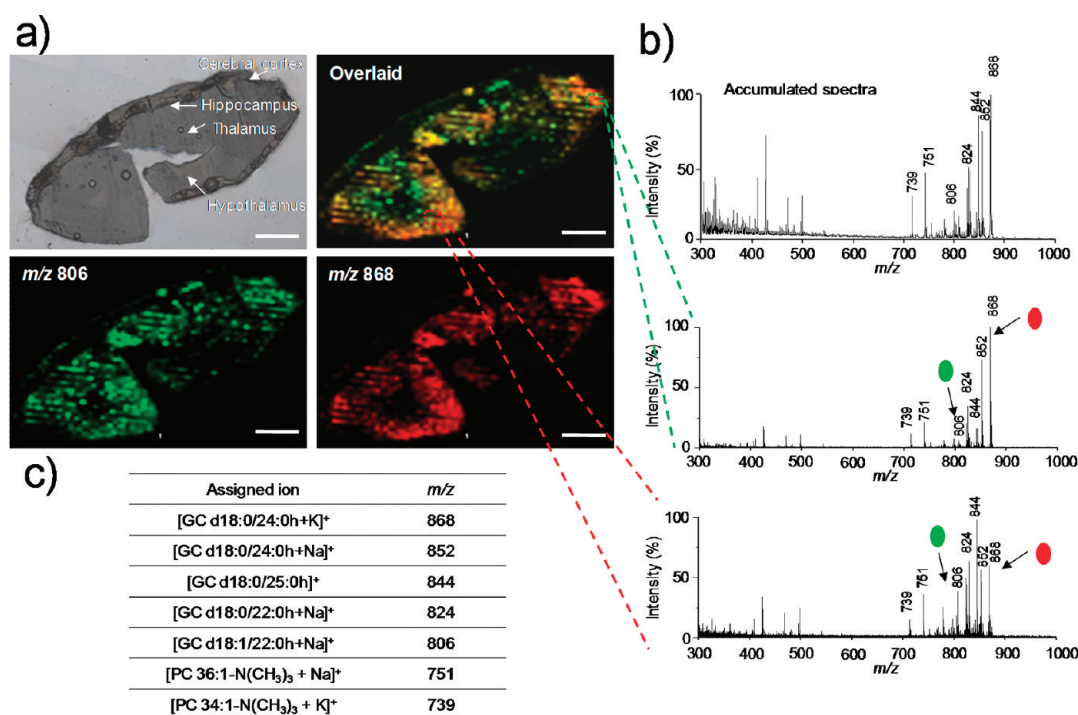 a)
Cerebral cortex
Hippocampus
Thalamus
Hypothalamus
Overlaid
m/z 806
m/z 868
b)
Accumulated spectra
Intensity (%)
100
50
0
739
751
806
824
844
852
868
300 400 500 600 700 800 900 1000
m/z
Intensity (%)
100
50
0
739
751
806
824
844
852
868
300 400 500 600 700 800 900 1000
m/z
Intensity (%)
100
50
0
739
751
806
824
844
852
868
300 400 500 600 700 800 900 1000
m/z
c)
Assigned ion m/z
[GC d18:0/24:0h+K]⁺ 868
[GC d18:0/24:0h+Na]⁺ 852
[GC d18:0/25:0h]⁺ 844
[GC d18:0/22:0h+Na]⁺ 824
[GC d18:1/22:0h+Na]⁺ 806
[PC 36:1-N(CH₃)₃ + Na]⁺ 751
[PC 34:1-N(CH₃)₃ + K]⁺ 739